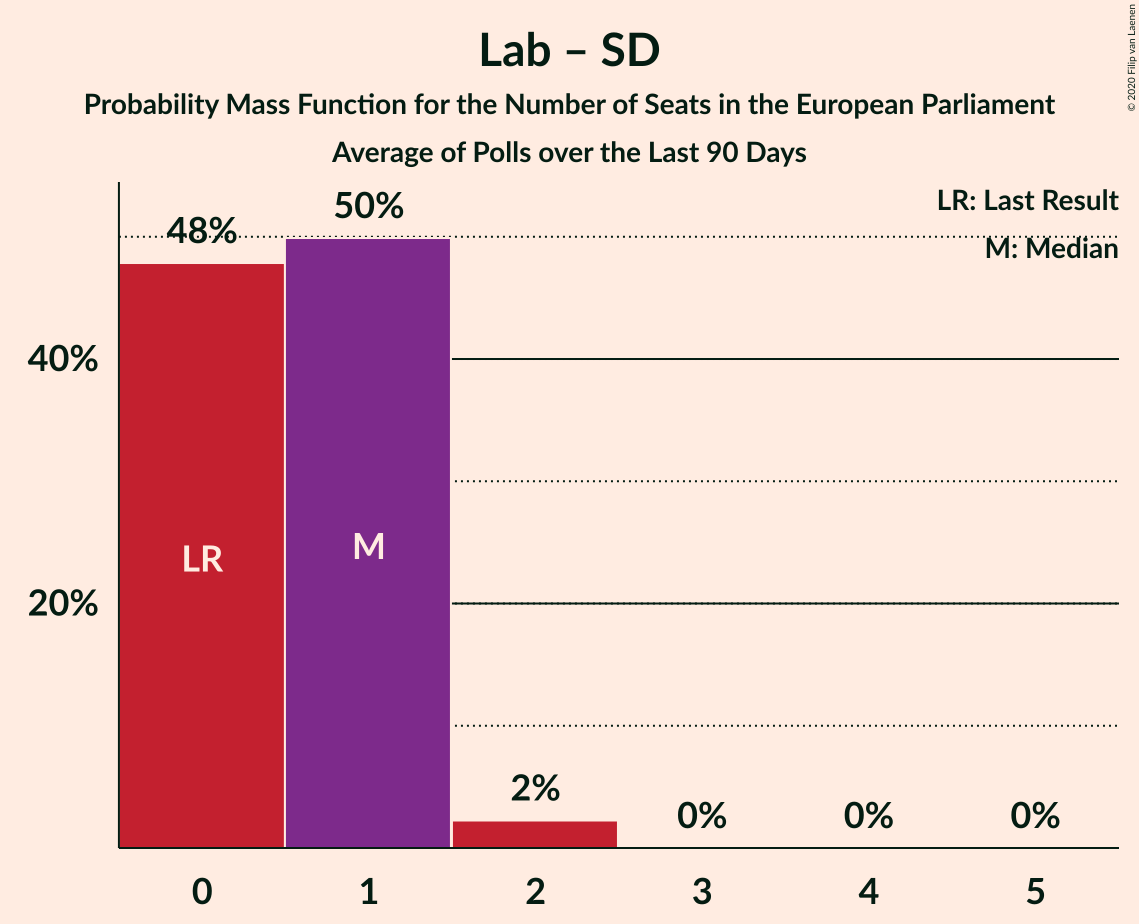 Lab – SD
Probability Mass Function for the Number of Seats in the European Parliament
Average of Polls over the Last 90 Days
© 2020 Filip van Laenen
LR: Last Result
M: Median
48%
50%
40%
LR
M
20%
2%
0%
0%
0%
0
1
2
3
4
5